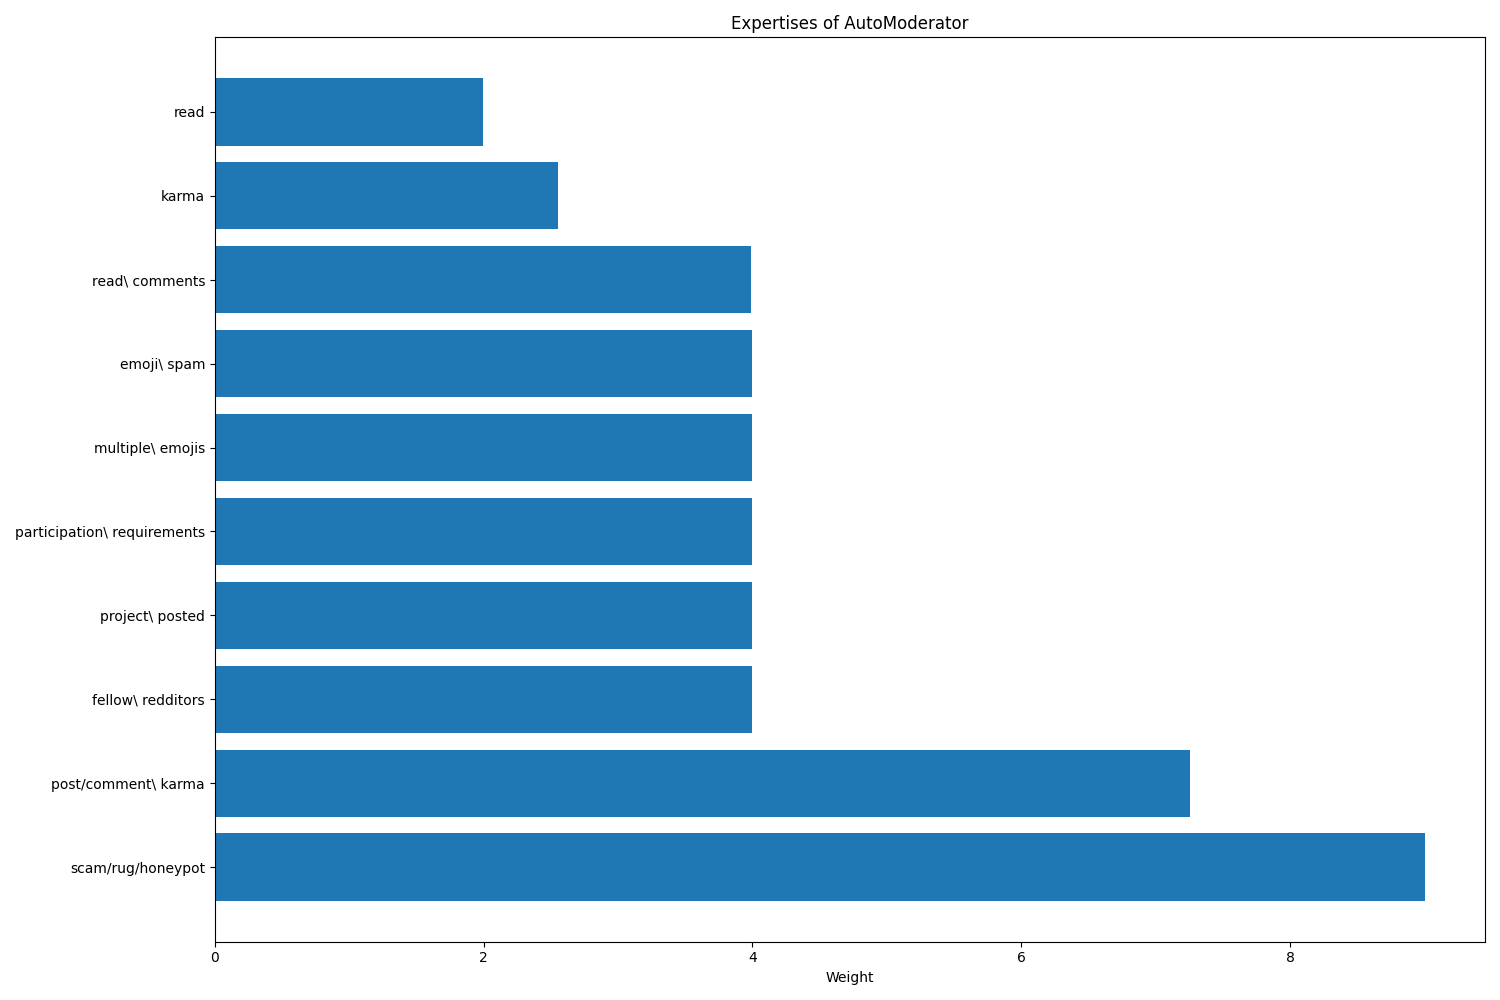 Expertises of AutoModerator
read
karma
read\ comments
emoji\ spam
multiple\ emojis
participation\ requirements
project\ posted
fellow\ redditors
post/comment\ karma
scam/rug/honeypot
0 2 4 6 8
Weight